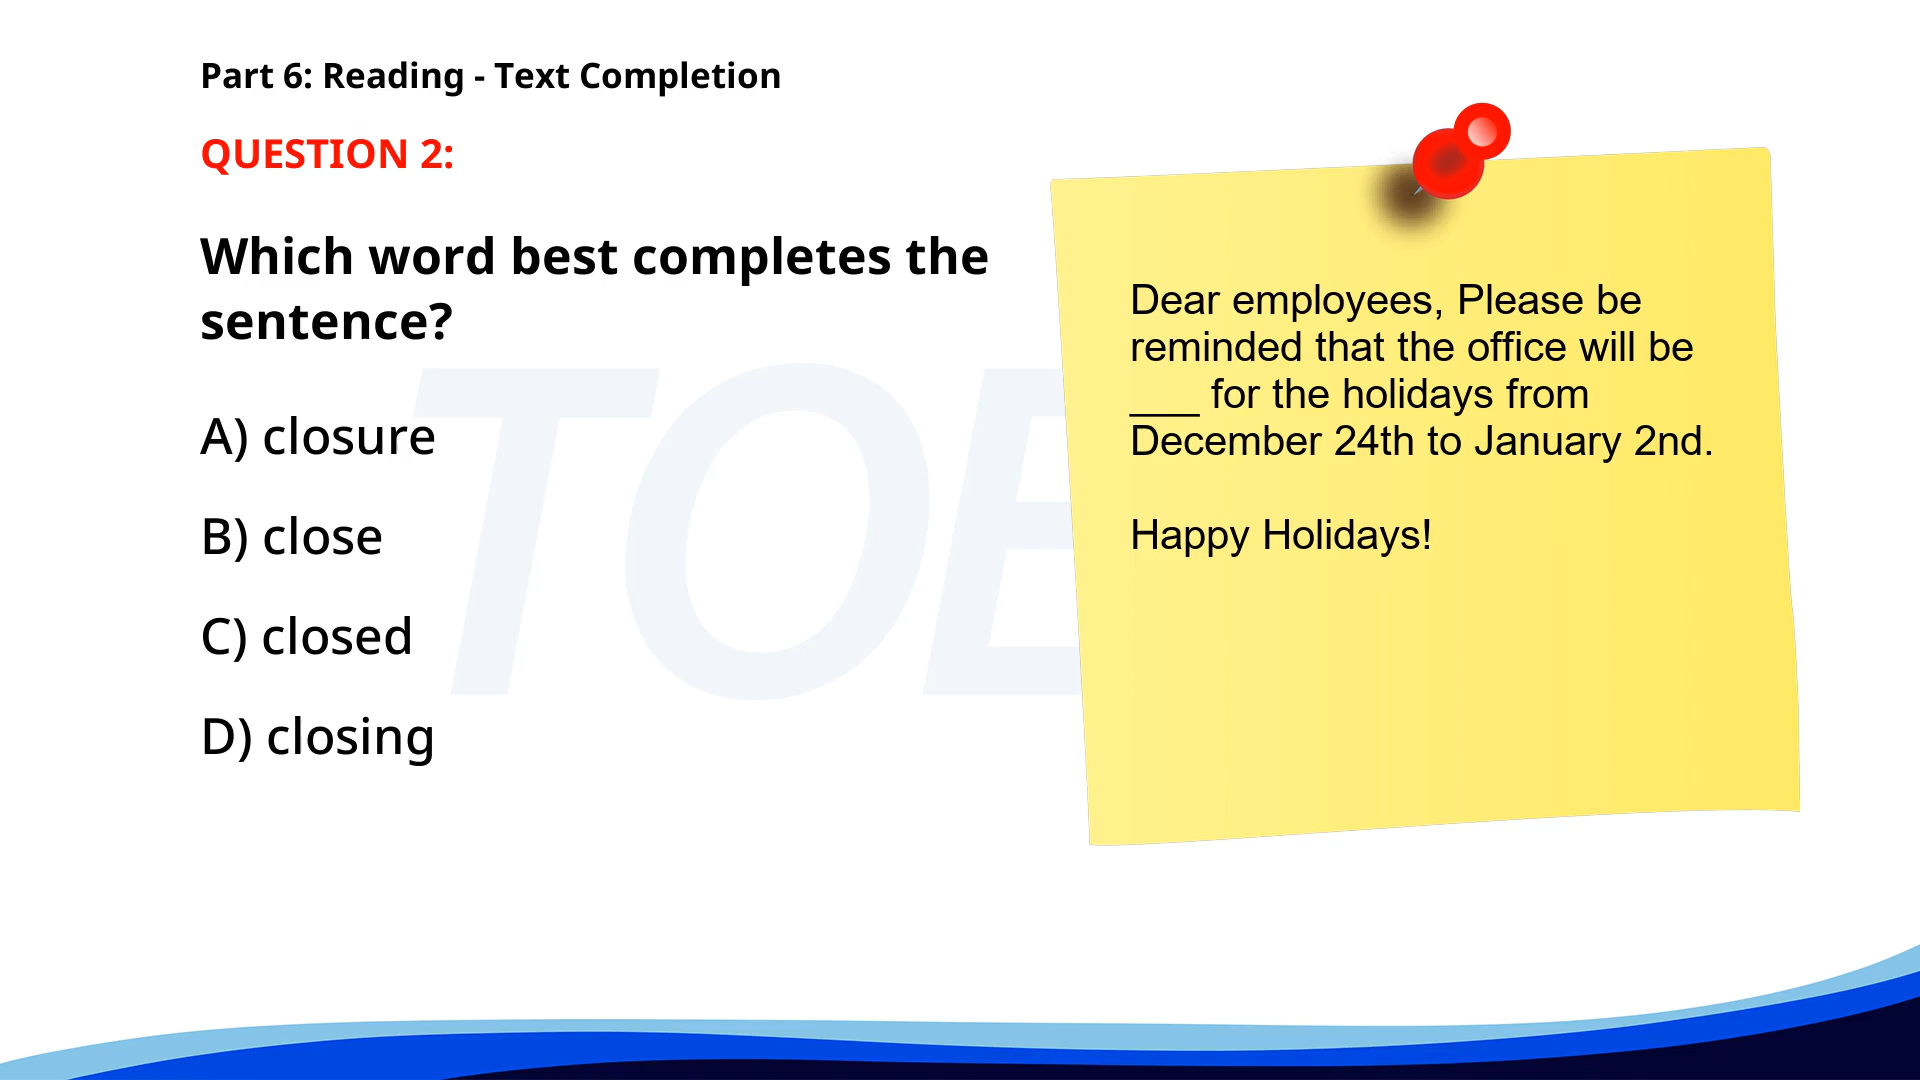 Part 6: Reading - Text Completion
QUESTION 2:
Which word best completes the
sentence?
A) closure
B) close
C) closed
D) closing
TOE
Dear employees, Please be
reminded that the office will be
___ for the holidays from
December 24th to January 2nd.
Happy Holidays!